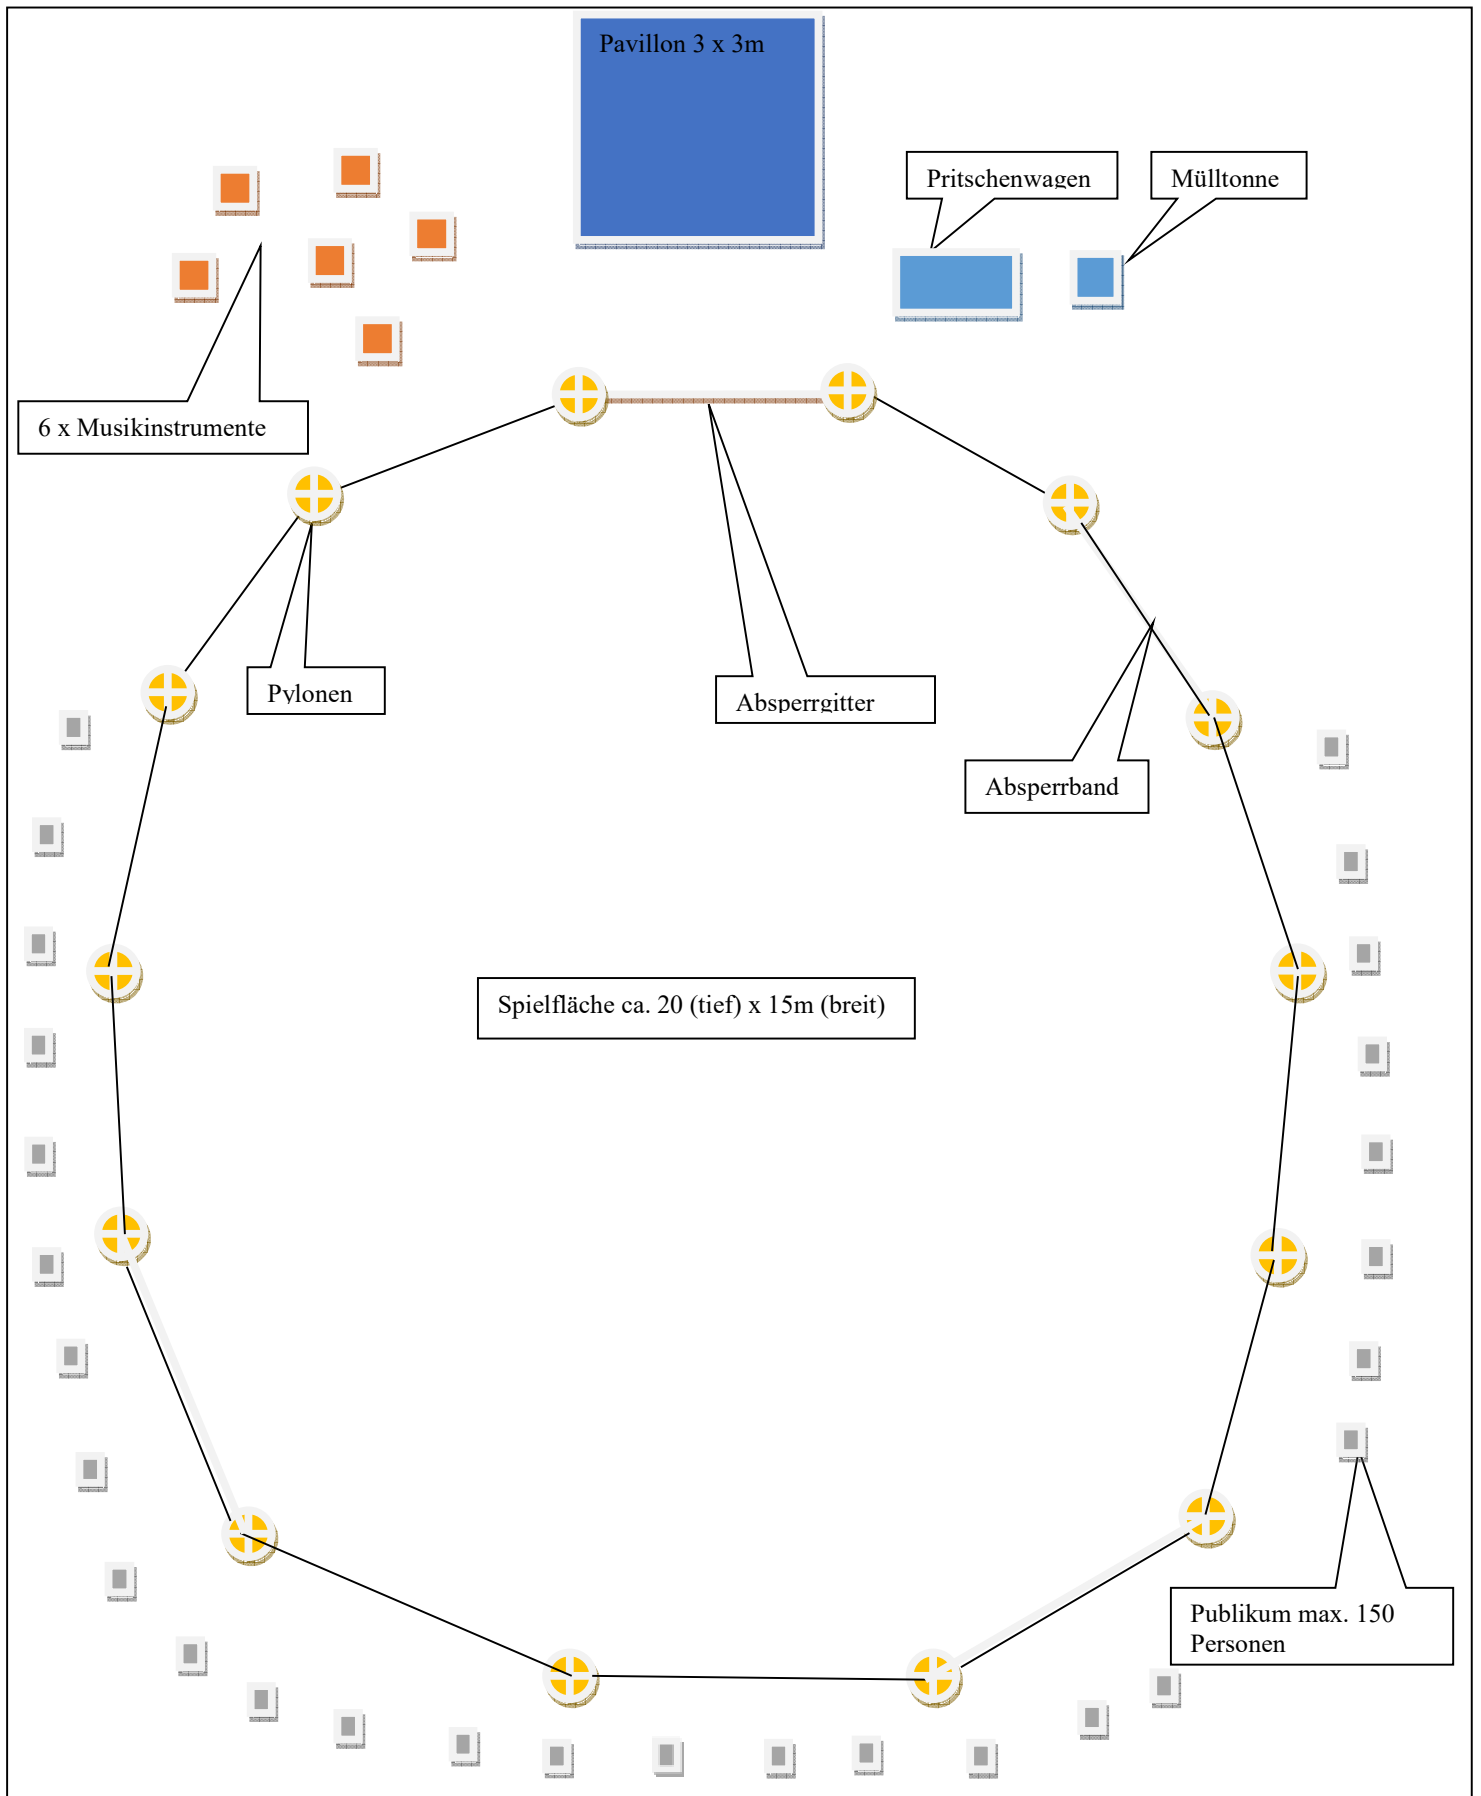 Pavillon 3 x 3m
Pritschenwagen
Mülltonne
6 x Musikinstrumente
Pylonen
Absperrgitter
Absperrband
Spielfläche ca. 20 (tief) x 15m (breit)
Publikum max. 150
Personen